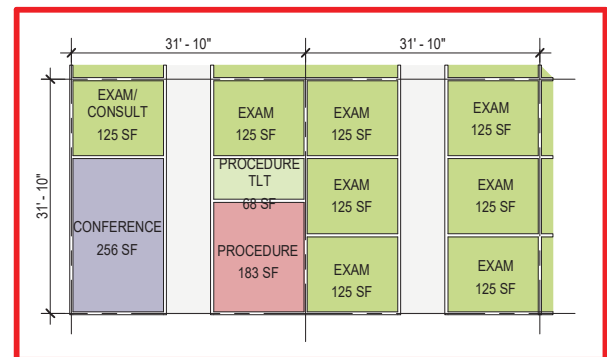 31' - 10"
31' - 10"
31' - 10"
EXAM/
CONSULT
125 SF
CONFERENCE
256 SF
EXAM
125 SF
PROCEDURE
TLT
68 SF
PROCEDURE
183 SF
EXAM
125 SF
EXAM
125 SF
EXAM
125 SF
EXAM
125 SF
EXAM
125 SF
EXAM
125 SF